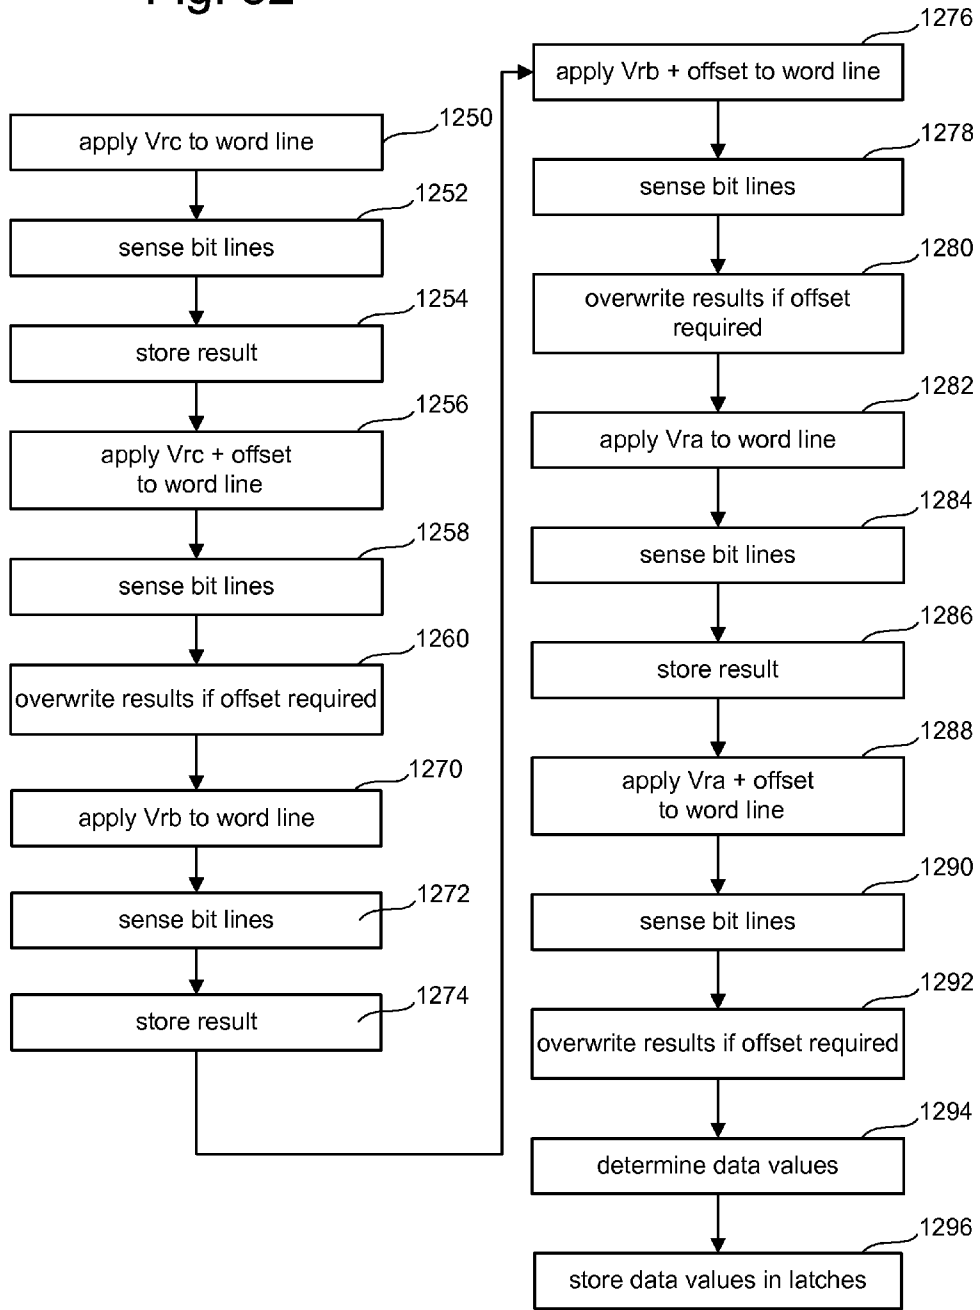 Fig. 32
apply Vrc to word line
1250
sense bit lines
1252
store result
1254
apply Vrc + offset
to word line
1256
sense bit lines
1258
overwrite results if offset required
1260
apply Vrb to word line
1270
sense bit lines
1272
store result
1274
apply Vrb + offset to word line
1276
sense bit lines
1278
overwrite results if offset
required
1280
apply Vra to word line
1282
sense bit lines
1284
store result
1286
apply Vra + offset
to word line
1288
sense bit lines
1290
overwrite results if offset required
1292
determine data values
1294
store data values in latches
1296